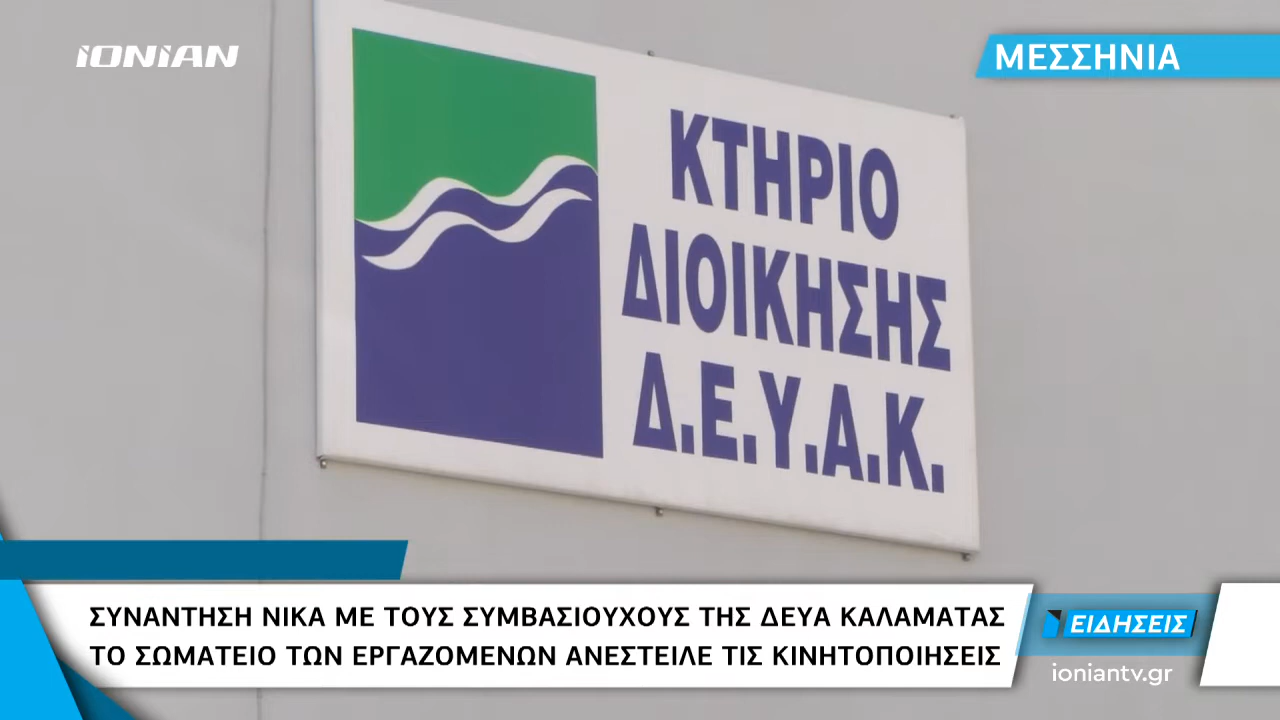 IONIAN
ΜΕΣΣΗΝΙΑ
ΚΤΗΡΙΟ
ΔΙΟΙΚΗΣΗΣ
Δ.Ε.Υ.Α.Κ.
ΣΥΝΑΝΤΗΣΗ ΝΙΚΑ ΜΕ ΤΟΥΣ ΣΥΜΒΑΣΙΟΥΧΟΥΣ ΤΗΣ ΔΕΥΑ ΚΑΛΑΜΑΤΑΣ
ΤΟ ΣΩΜΑΤΕΙΟ ΤΩΝ ΕΡΓΑΖΟΜΕΝΩΝ ΑΝΕΣΤΕΙΛΕ ΤΙΣ ΚΙΝΗΤΟΠΟΙΗΣΕΙΣ
ΕΙΔΗΣΕΙΣ
ioniantv.gr